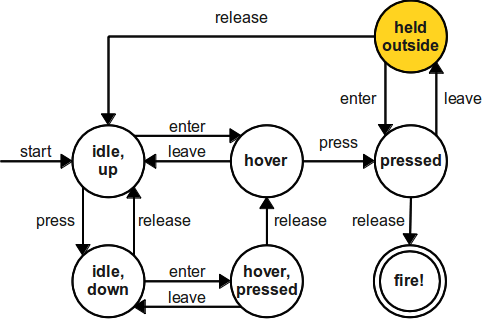 release
held
outside
enter
leave
start
idle,
up
enter
leave
hover
press
pressed
press
release
release
release
idle,
down
enter
leave
hover,
pressed
fire!